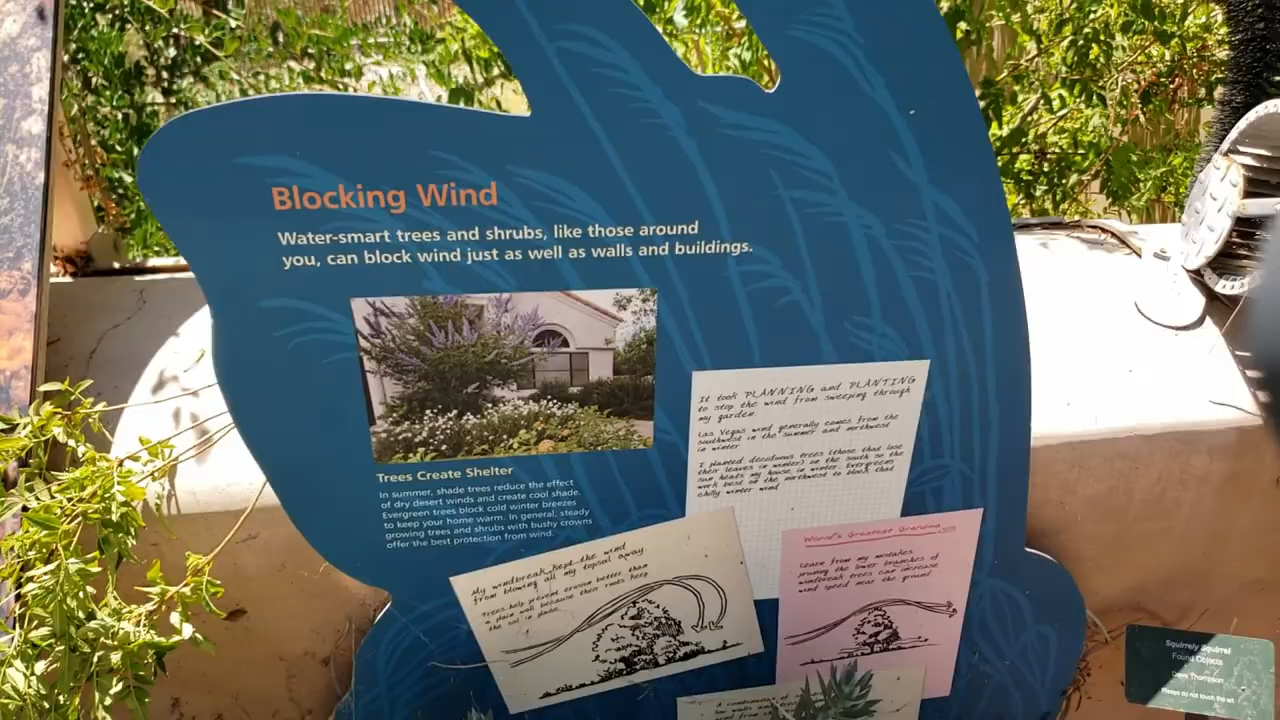 Blocking Wind
Water-smart trees and shrubs, like those around
you, can block wind just as well as walls and buildings.
Trees Create Shelter
In summer, shade trees reduce the effect
of dry desert winds and create cool shade.
Evergreen trees block cold winter breezes
to keep your home warm. In general, steady
growing trees and shrubs with bushy crowns
offer the best protection from wind.
It took PLANNING and PLANTING
to stop the wind from sweeping through
my garden.
Las Vegas wind generally comes from the
southwest in the summer and northwest
in winter
I planted deciduous trees (those that lose
their leaves in winter) on the south so the
sun heats my house in winter. Evergreens
work best on the northwest to block that
chilly winter wind
My windbreak kept the wind
from blowing all my topsoil away.
Trees help prevent erosion better than
a plain wall because their roots keep
the soil in place.
World's Greatest Grandma
Learn from my mistakes
pruning the lower branches of
windbreak trees can increase
wind speed near the ground
A combination of
low walls and
wind from
Squirrely Squirrel
Found Objects
Dave Thompson
Please do not touch the art